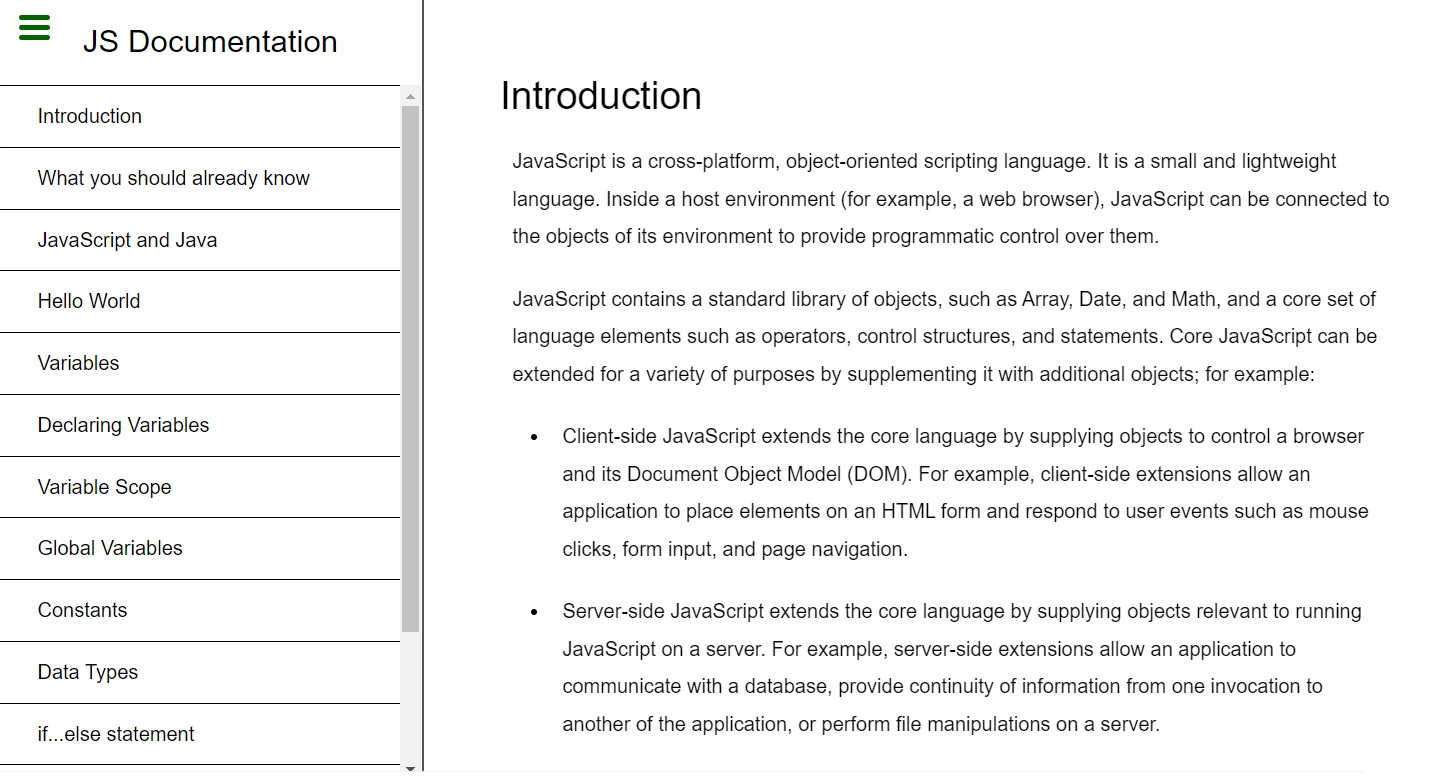 JS Documentation
Introduction
What you should already know
JavaScript and Java
Hello World
Variables
Declaring Variables
Variable Scope
Global Variables
Constants
Data Types
if...else statement
Introduction
JavaScript is a cross-platform, object-oriented scripting language. It is a small and lightweight
language. Inside a host environment (for example, a web browser), JavaScript can be connected to
the objects of its environment to provide programmatic control over them.
JavaScript contains a standard library of objects, such as Array, Date, and Math, and a core set of
language elements such as operators, control structures, and statements. Core JavaScript can be
extended for a variety of purposes by supplementing it with additional objects; for example:
• Client-side JavaScript extends the core language by supplying objects to control a browser
and its Document Object Model (DOM). For example, client-side extensions allow an
application to place elements on an HTML form and respond to user events such as mouse
clicks, form input, and page navigation.
• Server-side JavaScript extends the core language by supplying objects relevant to running
JavaScript on a server. For example, server-side extensions allow an application to
communicate with a database, provide continuity of information from one invocation to
another of the application, or perform file manipulations on a server.